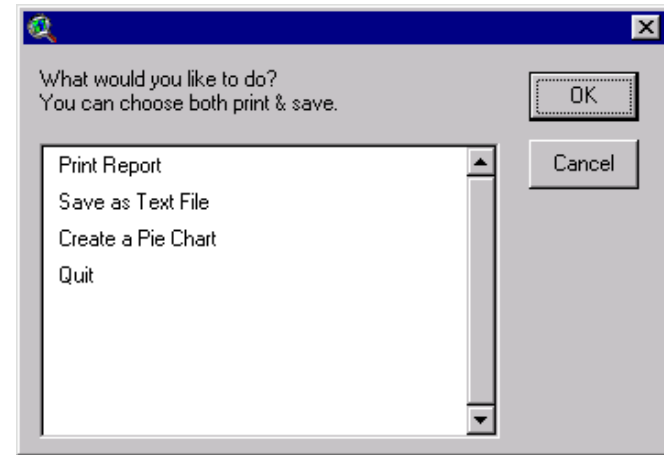 What would you like to do?
You can choose both print & save.
OK
Cancel
Print Report
Save as Text File
Create a Pie Chart
Quit